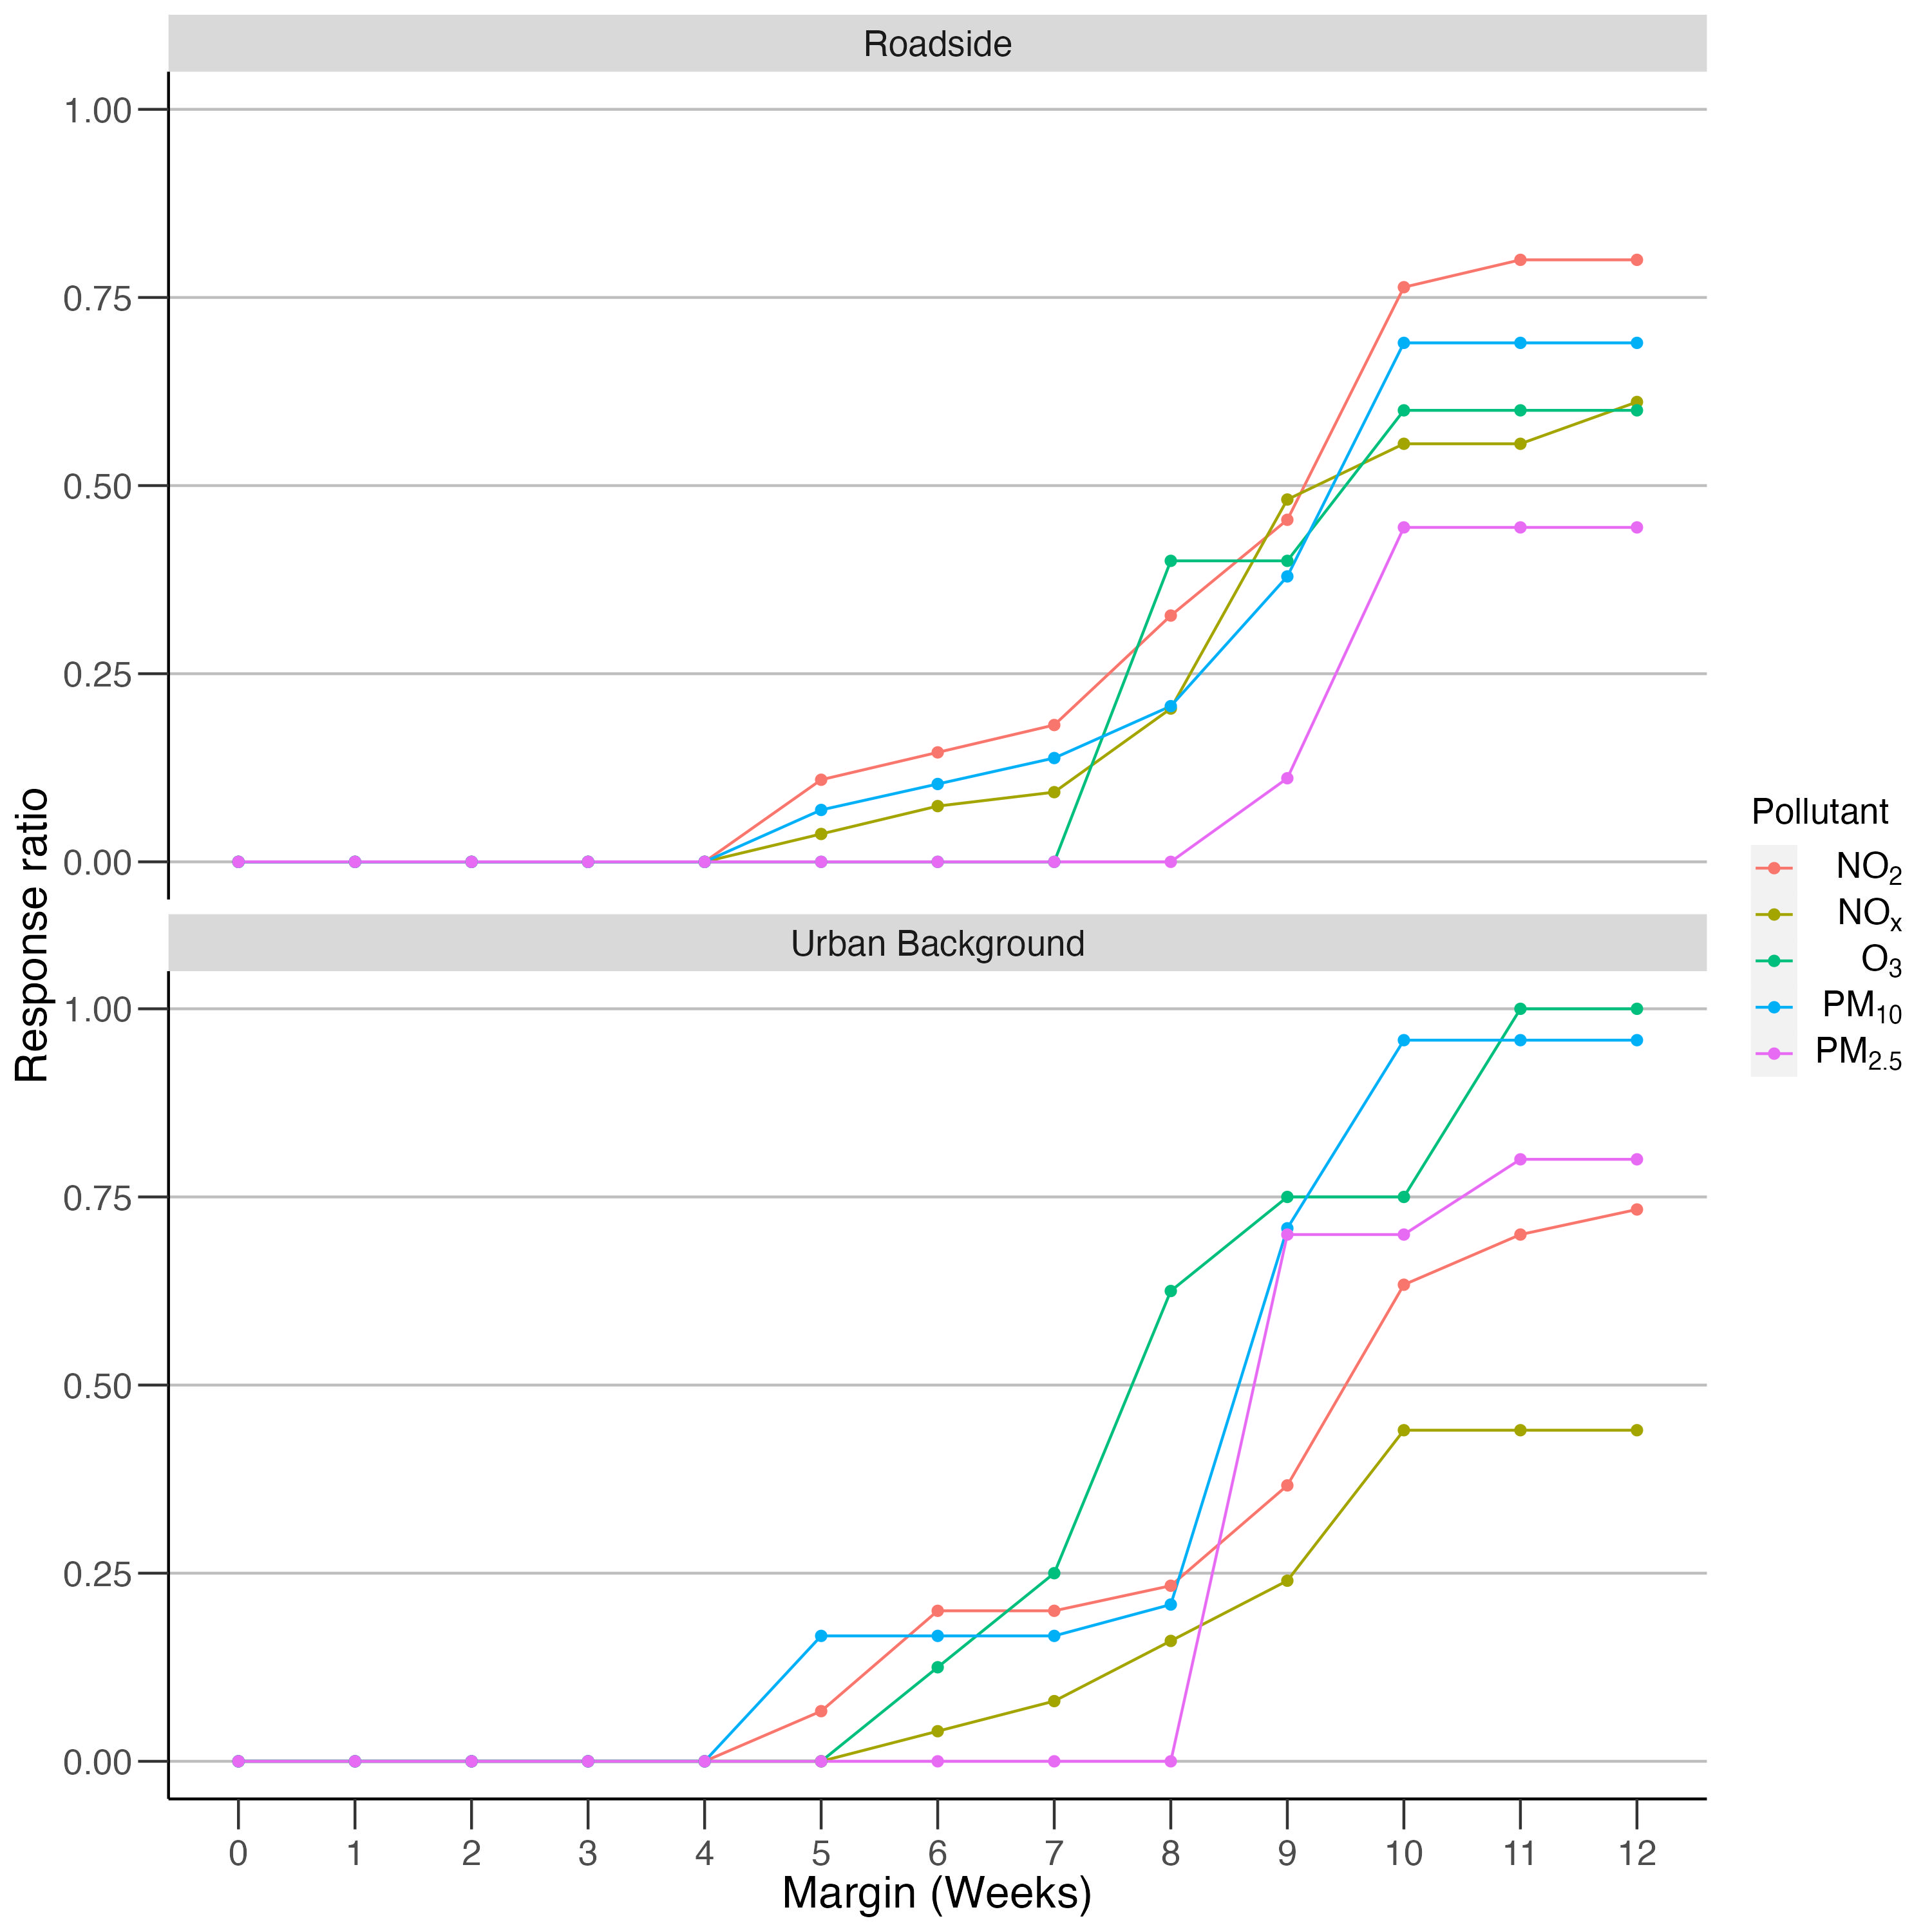 Roadside
1.00
0.75
0.50
0.25
0.00
Urban Background
1.00
0.75
0.50
0.25
0.00
0 1 2 3 4 5 6 7 8 9 10 11 12
Margin (Weeks)
Response ratio
Pollutant
NO₂
NOₓ
O₃
PM₁₀
PM₂.₅